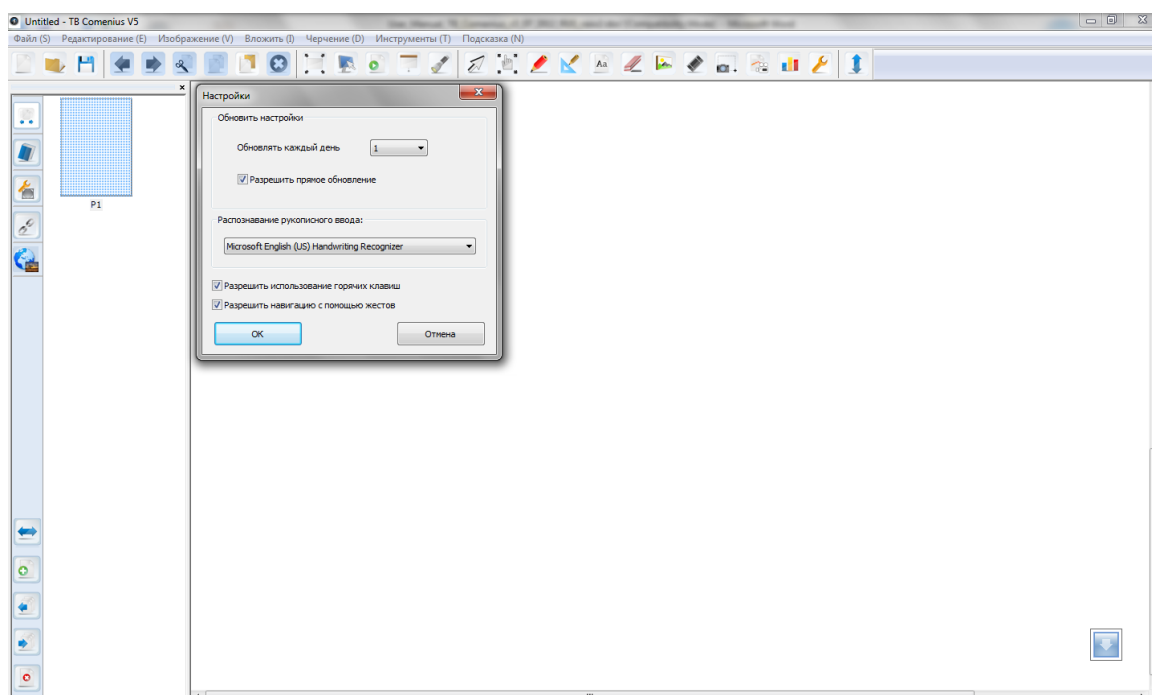 Untitled - TB Comenius V5
Файл (S) Редактирование (E) Изображение (V) Вложить (I) Черчение (D) Инструменты (T) Подсказка (N)
Aa
P1
Настройки
Обновить настройки
Обновлять каждый день 1
Разрешить прямое обновление
Распознавание рукописного ввода:
Microsoft English (US) Handwriting Recognizer
Разрешить использование горячих клавиш
Разрешить навигацию с помощью жестов
OK Отмена